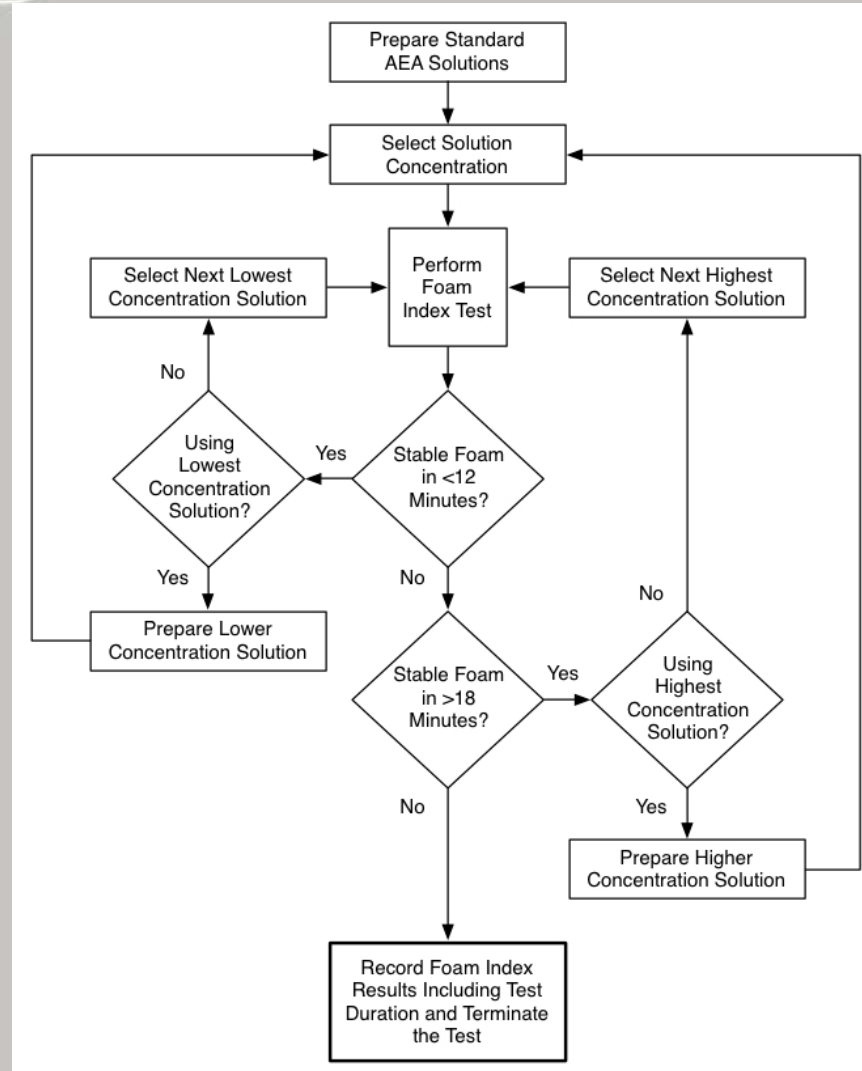 Prepare Standard
AEA Solutions
Select Solution
Concentration
Select Next Lowest
Concentration Solution
Perform
Foam
Index Test
Select Next Highest
Concentration Solution
No
Using
Lowest
Concentration
Solution?
Yes
Stable Foam
in <12
Minutes?
Yes
No
Prepare Lower
Concentration Solution
Stable Foam
in >18
Minutes?
Yes
No
Using
Highest
Concentration
Solution?
No
Yes
Prepare Higher
Concentration Solution
Record Foam Index
Results Including Test
Duration and Terminate
the Test